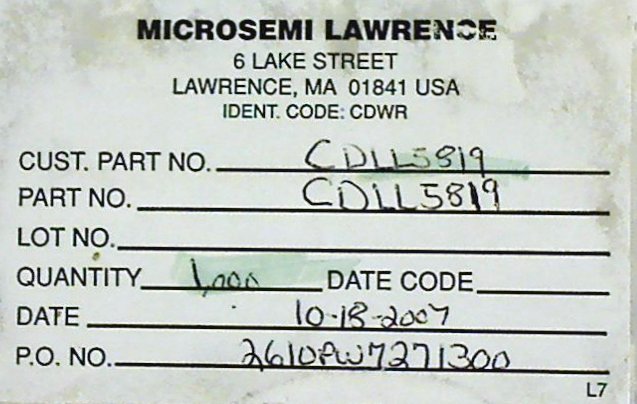 MICROSEMI LAWRENCE
6 LAKE STREET
LAWRENCE, MA 01841 USA
IDENT. CODE: CDWR
CUST. PART NO. CDLL5819
PART NO. CDLL5819
LOT NO.
QUANTITY 1,000 DATE CODE
DATE 10-18-2007
P.O. NO. 2610PW7271300
L7